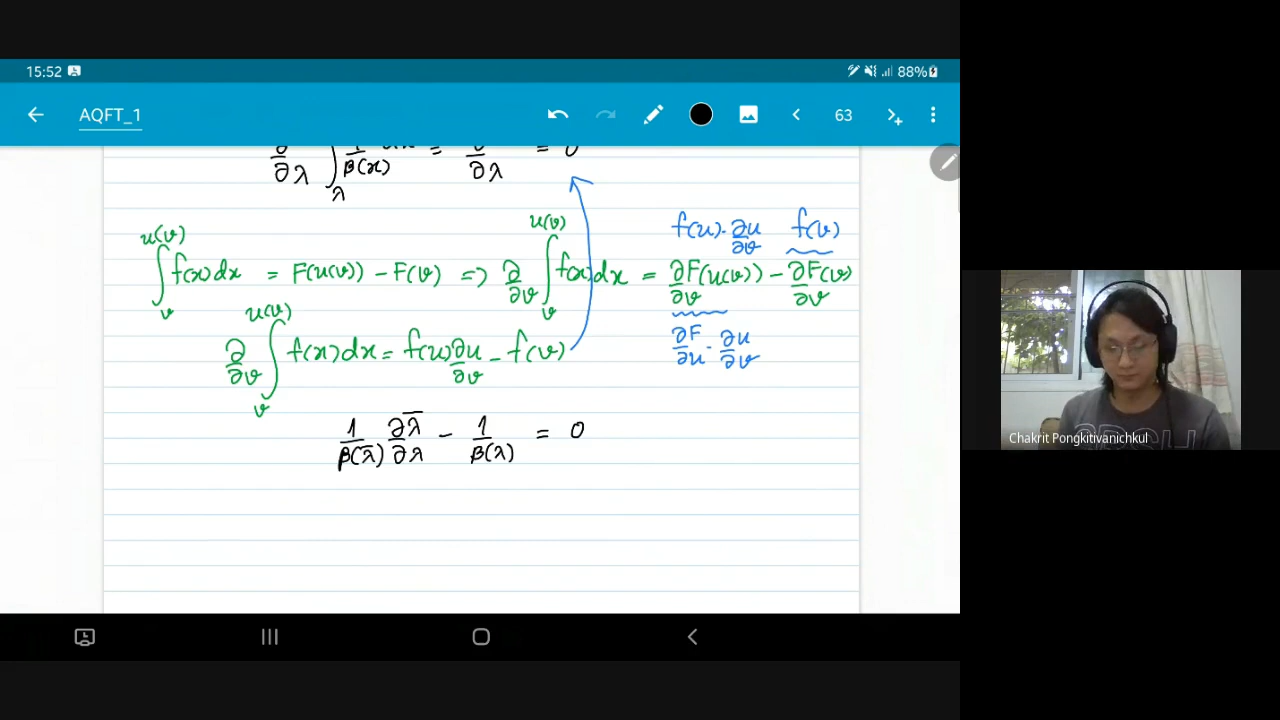 15:52 88%
AQFT_1 63
∂/∂λ ∫_λ 1/β(x) = ∂/∂λ = 0
∫_v^{u(v)} f(x)dx = F(u(v)) − F(v) => ∂/∂v ∫_v^{u(v)} f(x)dx = ∂F(u(v))/∂v − ∂F(v)/∂v
f(u)·∂u/∂v f(v)
∂F/∂u · ∂u/∂v
∂/∂v ∫_v^{u(v)} f(x)dx = f(u)∂u/∂v − f(v)
1/β(λ̄) ∂λ̄/∂λ − 1/β(λ) = 0
Chakrit Pongkitivanichkul